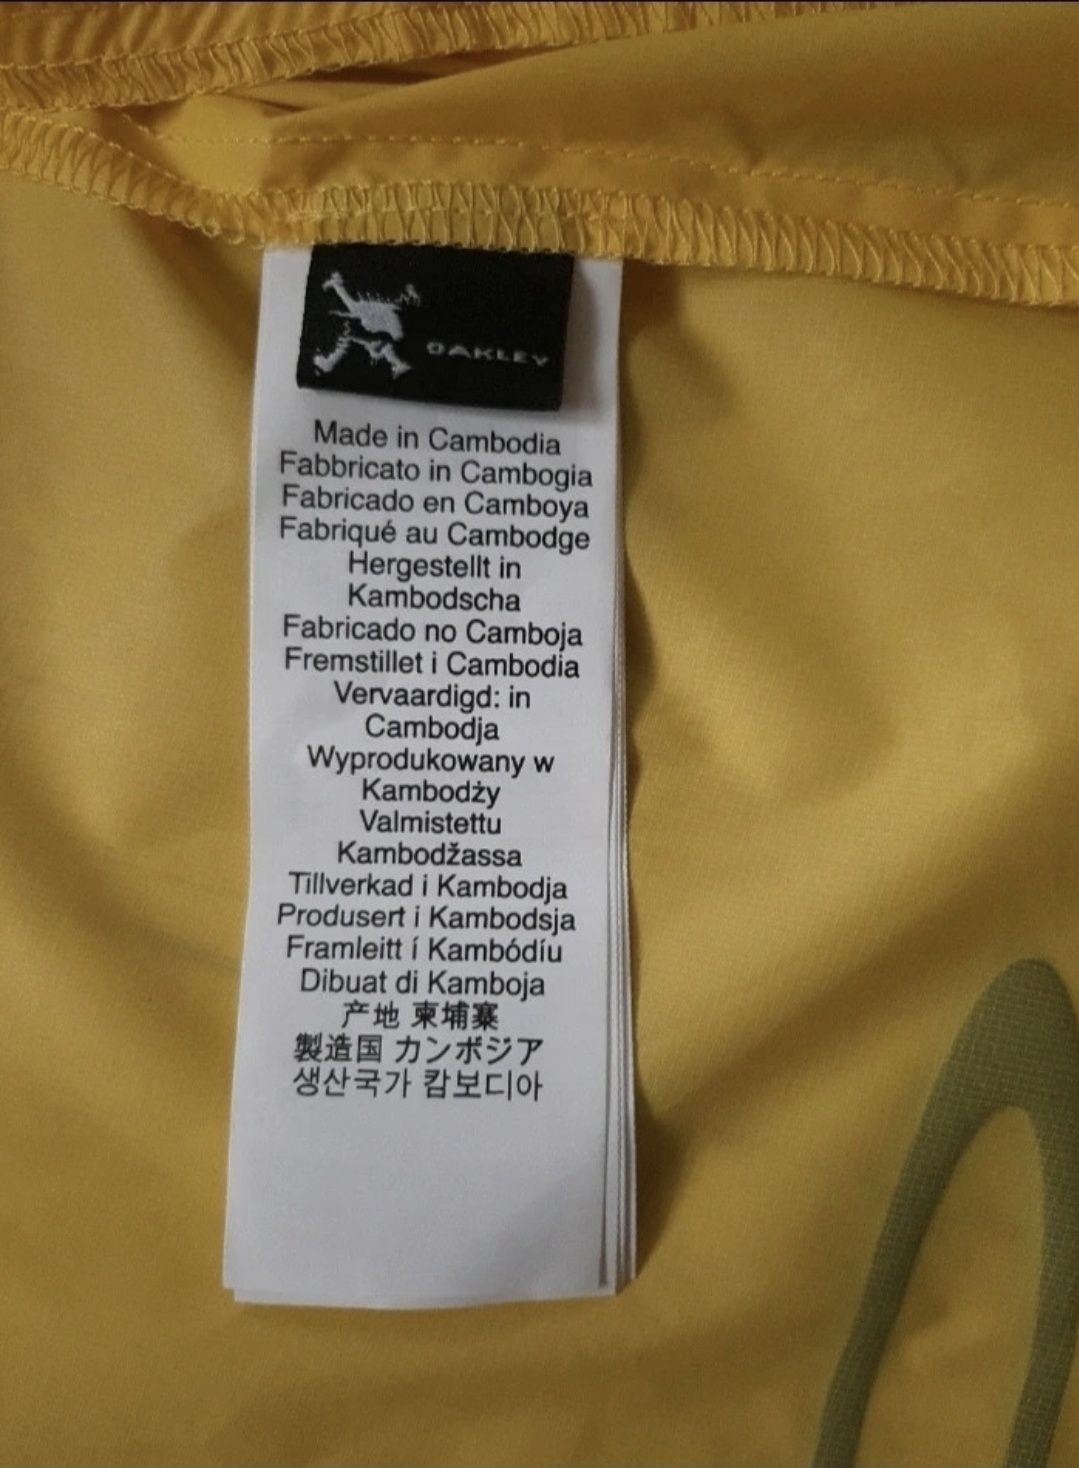 OAKLEY
Made in Cambodia
Fabbricato in Cambogia
Fabricado en Camboya
Fabriqué au Cambodge
Hergestellt in
Kambodscha
Fabricado no Camboja
Fremstillet i Cambodia
Vervaardigd: in
Cambodja
Wyprodukowany w
Kambodży
Valmistettu
Kambodžassa
Tillverkad i Kambodja
Produsert i Kambodsja
Framleitt í Kambódíu
Dibuat di Kamboja
产地 柬埔寨
製造国 カンボジア
생산국가 캄보디아